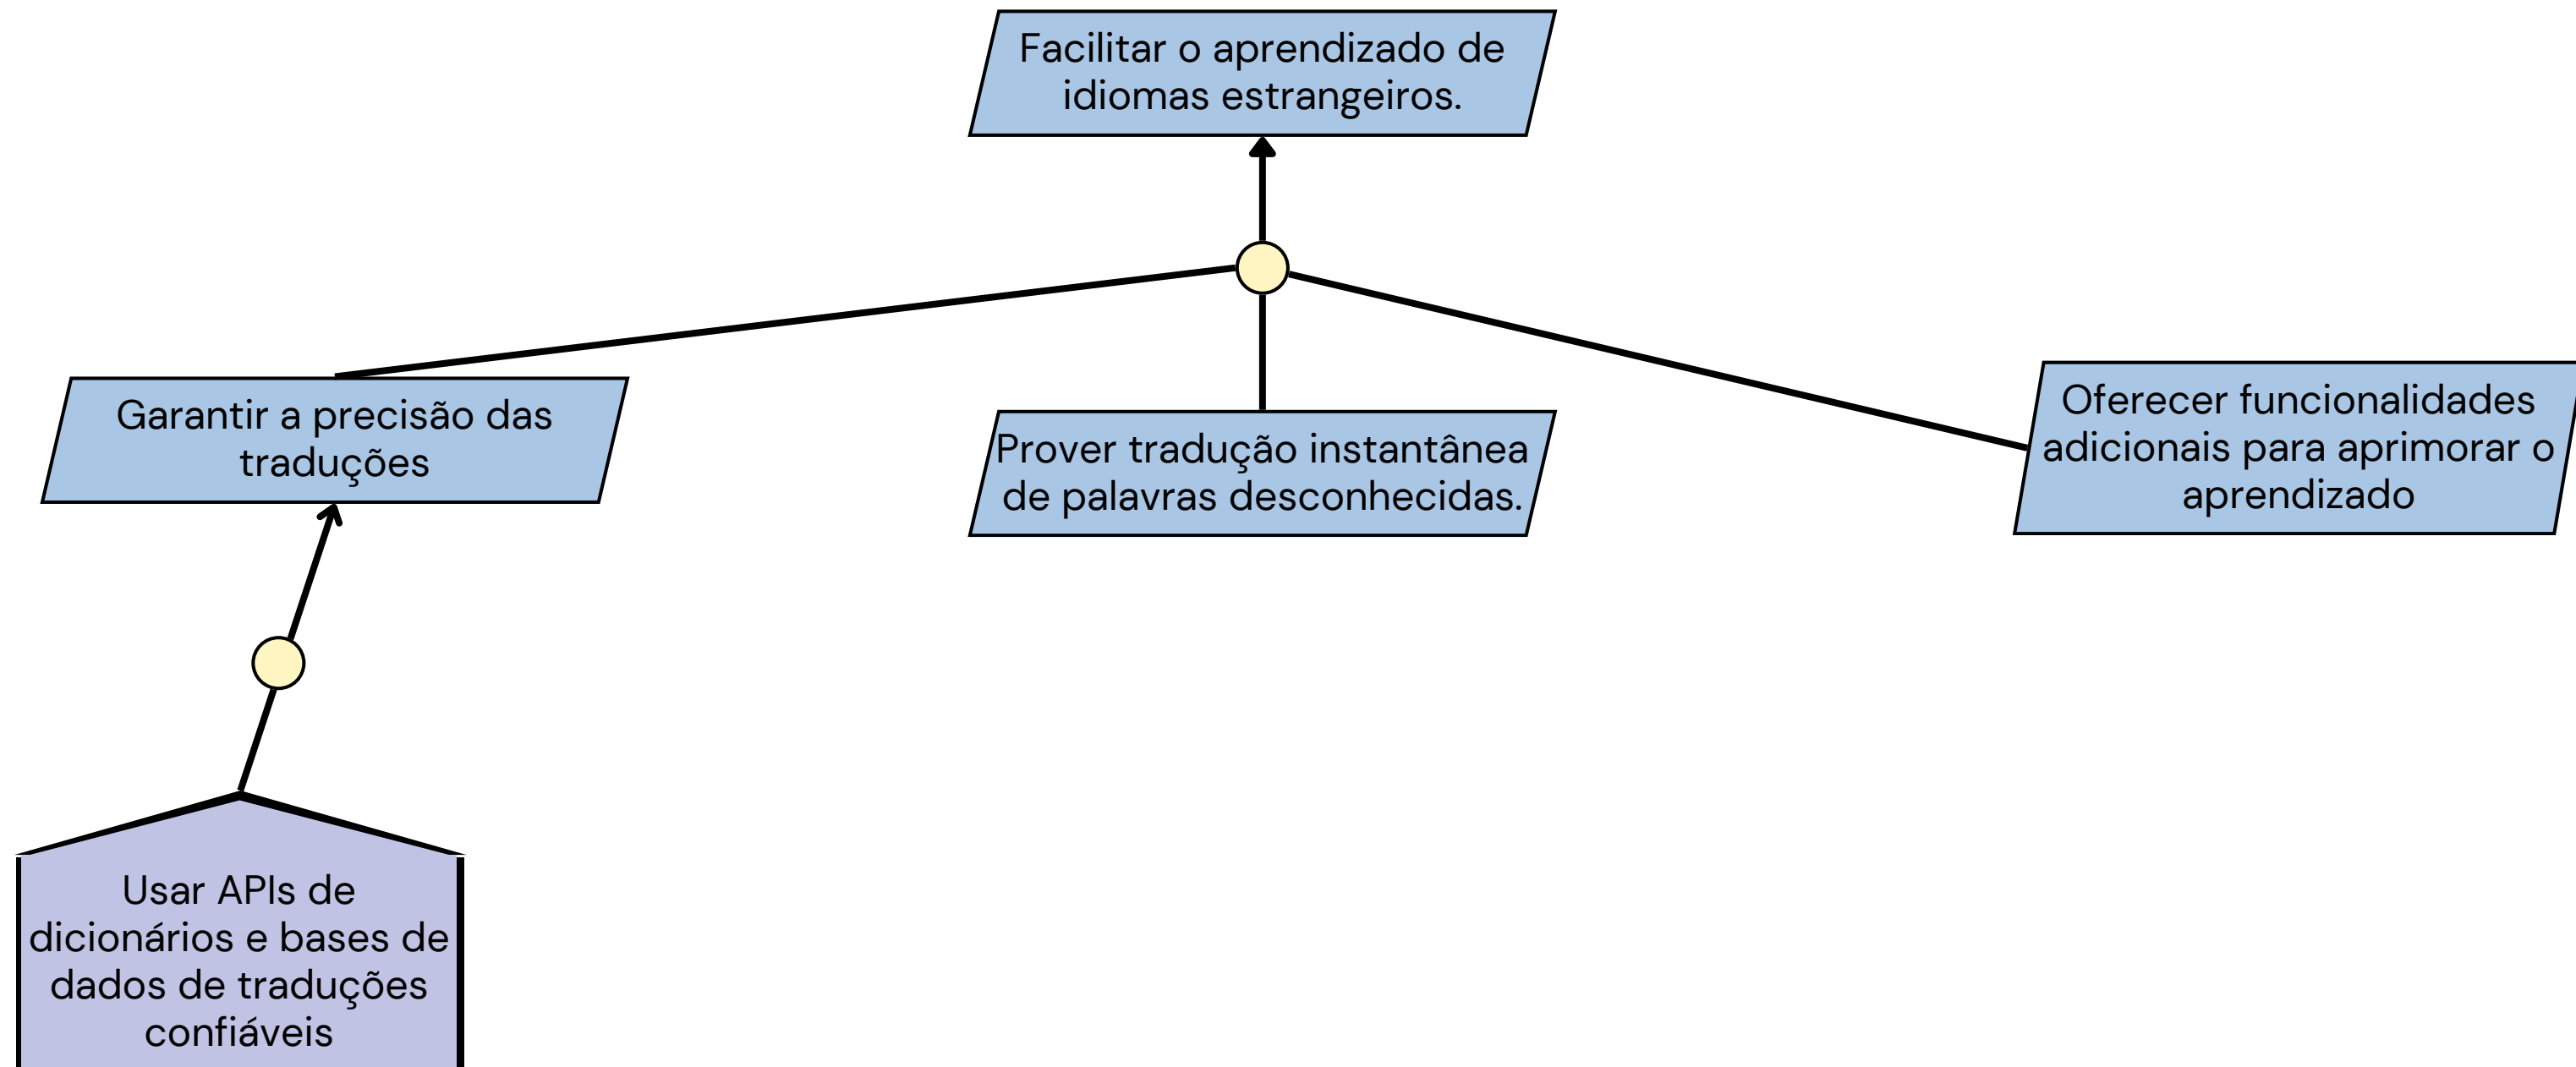 Facilitar o aprendizado de
idiomas estrangeiros.
Garantir a precisão das
traduções
Prover tradução instantânea
de palavras desconhecidas.
Oferecer funcionalidades
adicionais para aprimorar o
aprendizado
Usar APIs de
dicionários e bases de
dados de traduções
confiáveis